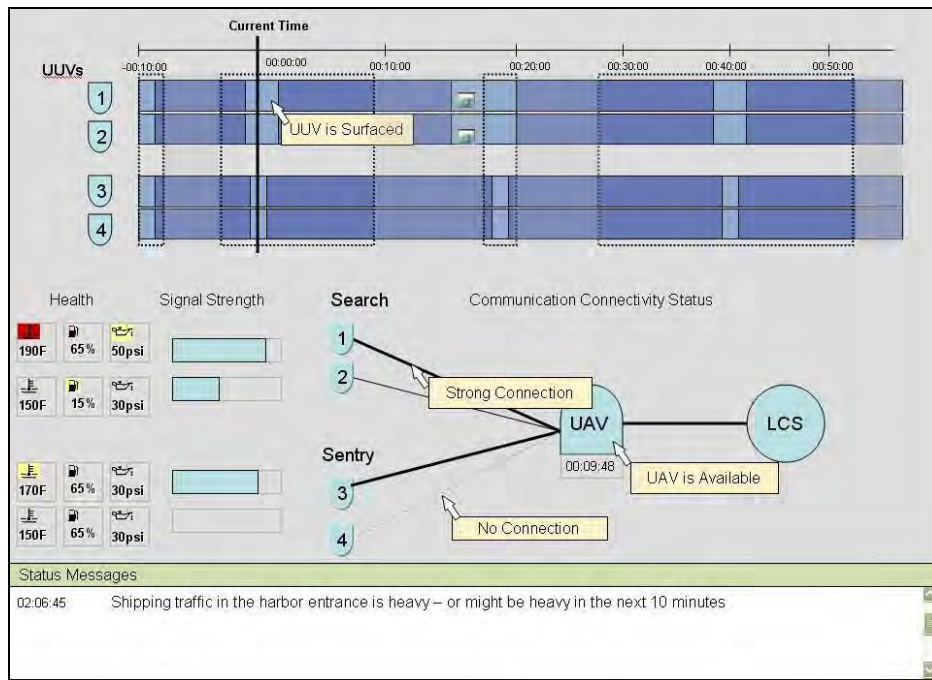 Current Time
UUVs
-00:10:00 00:00:00 00:10:00 00:20:00 00:30:00 00:40:00 00:50:00
1
UUV is Surfaced
2
3
4
Health Signal Strength Search Communication Connectivity Status
190F 65% 50psi
1
2
150F 15% 30psi
Strong Connection
UAV LCS
Sentry
00:09:48
UAV is Available
170F 65% 30psi
3
No Connection
150F 65% 30psi
4
Status Messages
02:06:45 Shipping traffic in the harbor entrance is heavy – or might be heavy in the next 10 minutes